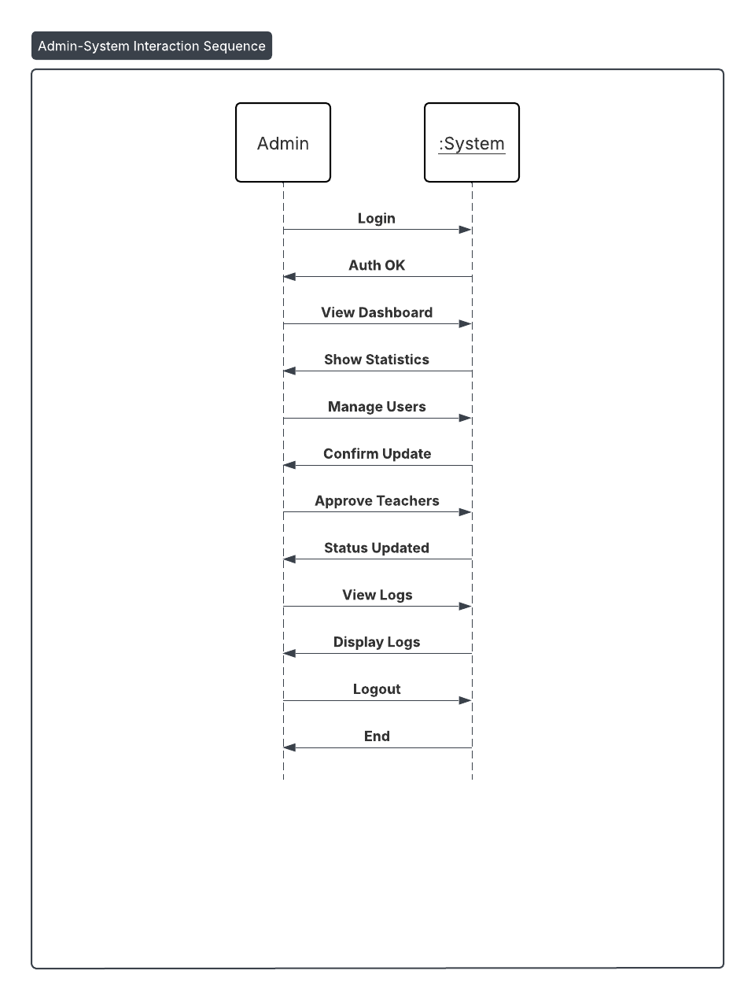 Admin-System Interaction Sequence
Admin
:System
Login
Auth OK
View Dashboard
Show Statistics
Manage Users
Confirm Update
Approve Teachers
Status Updated
View Logs
Display Logs
Logout
End